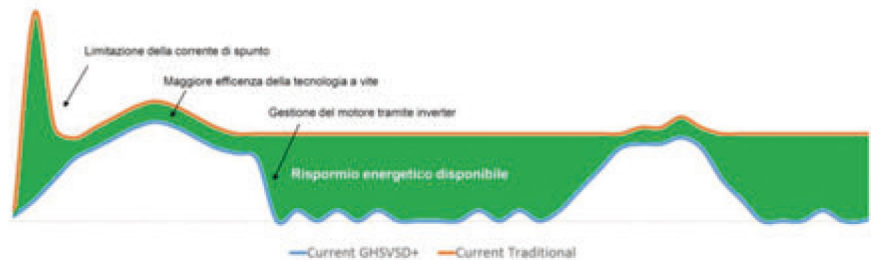 Limitazione della corrente di spunto
Maggiore efficenza della tecnologia a vite
Gestione del motore tramite inverter
Risparmio energetico disponibile
Current GHSVSD+ Current Traditional